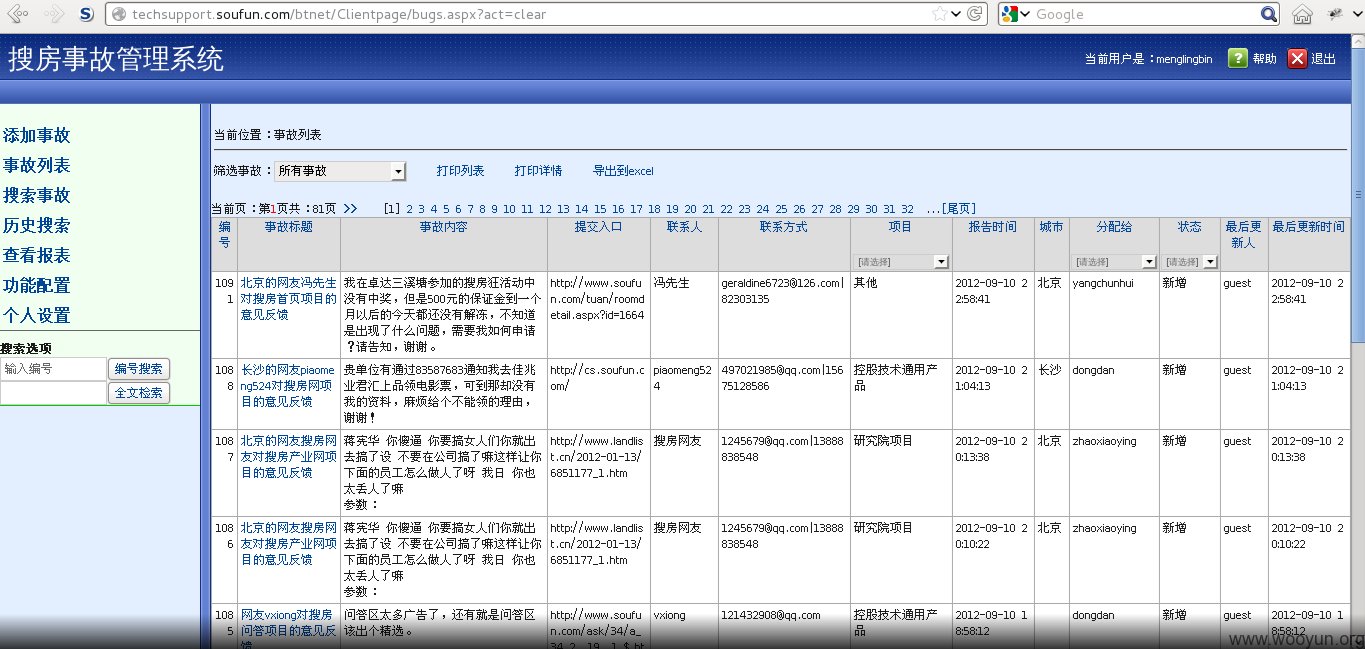 techsupport.soufun.com/btnet/Clientpage/bugs.aspx?act=clear
Google
搜房事故管理系统
当前用户是：menglingbin 帮助 退出
添加事故
事故列表
搜索事故
历史搜索
查看报表
功能配置
个人设置
搜索选项
输入编号 编号搜索
全文检索
当前位置：事故列表
筛选事故：所有事故 打印列表 打印详情 导出到excel
当前页：第1页共：81页 >> [1] 2 3 4 5 6 7 8 9 10 11 12 13 14 15 16 17 18 19 20 21 22 23 24 25 26 27 28 29 30 31 32 ...[尾页]
编号 事故标题 事故内容 提交入口 联系人 联系方式 项目 报告时间 城市 分配给 状态 最后更新人 最后更新时间
[请选择] [请选择] [请选择]
1091 北京的网友冯先生对搜房首页项目的意见反馈 我在卓达三溪塘参加的搜房狂活动中没有中奖，但是500元的保证金到一个月以后的今天都还没有解冻，不知道是出现了什么问题，需要我如何申请？请告知，谢谢。 http://www.soufun.com/tuan/roomdetail.aspx?id=1664 冯先生 geraldine6723@126.com|82303135 其他 2012-09-10 22:58:41 北京 yangchunhui 新增 guest 2012-09-10 22:58:41
1088 长沙的网友piaomeng524对搜房网项目的意见反馈 贵单位有通过83587683通知我去佳兆业君汇上品领电影票，可到那却没有我的资料，麻烦给个不能领的理由，谢谢！ http://cs.soufun.com/ piaomeng524 497021985@qq.com|15675128586 控股技术通用产品 2012-09-10 21:04:13 长沙 dongdan 新增 guest 2012-09-10 21:04:13
1087 北京的网友搜房网友对搜房产业网项目的意见反馈 蒋宪华 你傻逼 你要搞女人们你就出去搞了设 不要在公司搞了嘛这样让你下面的员工怎么做人了呀 我日 你也太丢人了嘛 参数： http://www.landlist.cn/2012-01-13/6851177_1.htm 搜房网友 1245679@qq.com|13888838548 研究院项目 2012-09-10 20:13:38 北京 zhaoxiaoying 新增 guest 2012-09-10 20:13:38
1086 北京的网友搜房网友对搜房产业网项目的意见反馈 蒋宪华 你傻逼 你要搞女人们你就出去搞了设 不要在公司搞了嘛这样让你下面的员工怎么做人了呀 我日 你也太丢人了嘛 参数： http://www.landlist.cn/2012-01-13/6851177_1.htm 搜房网友 1245679@qq.com|13888838548 研究院项目 2012-09-10 20:10:22 北京 zhaoxiaoying 新增 guest 2012-09-10 20:10:22
1085 网友vxiong对搜房问答项目的意见反馈 问答区太多广告了，还有就是问答区该出个精选。 http://www.soufun.com/ask/34/a_ vxiong 121432908@qq.com 控股技术通用产品 2012-09-10 18:58:12 dongdan 新增 guest 2012-09-10 18:58:12
www.wooyun.org